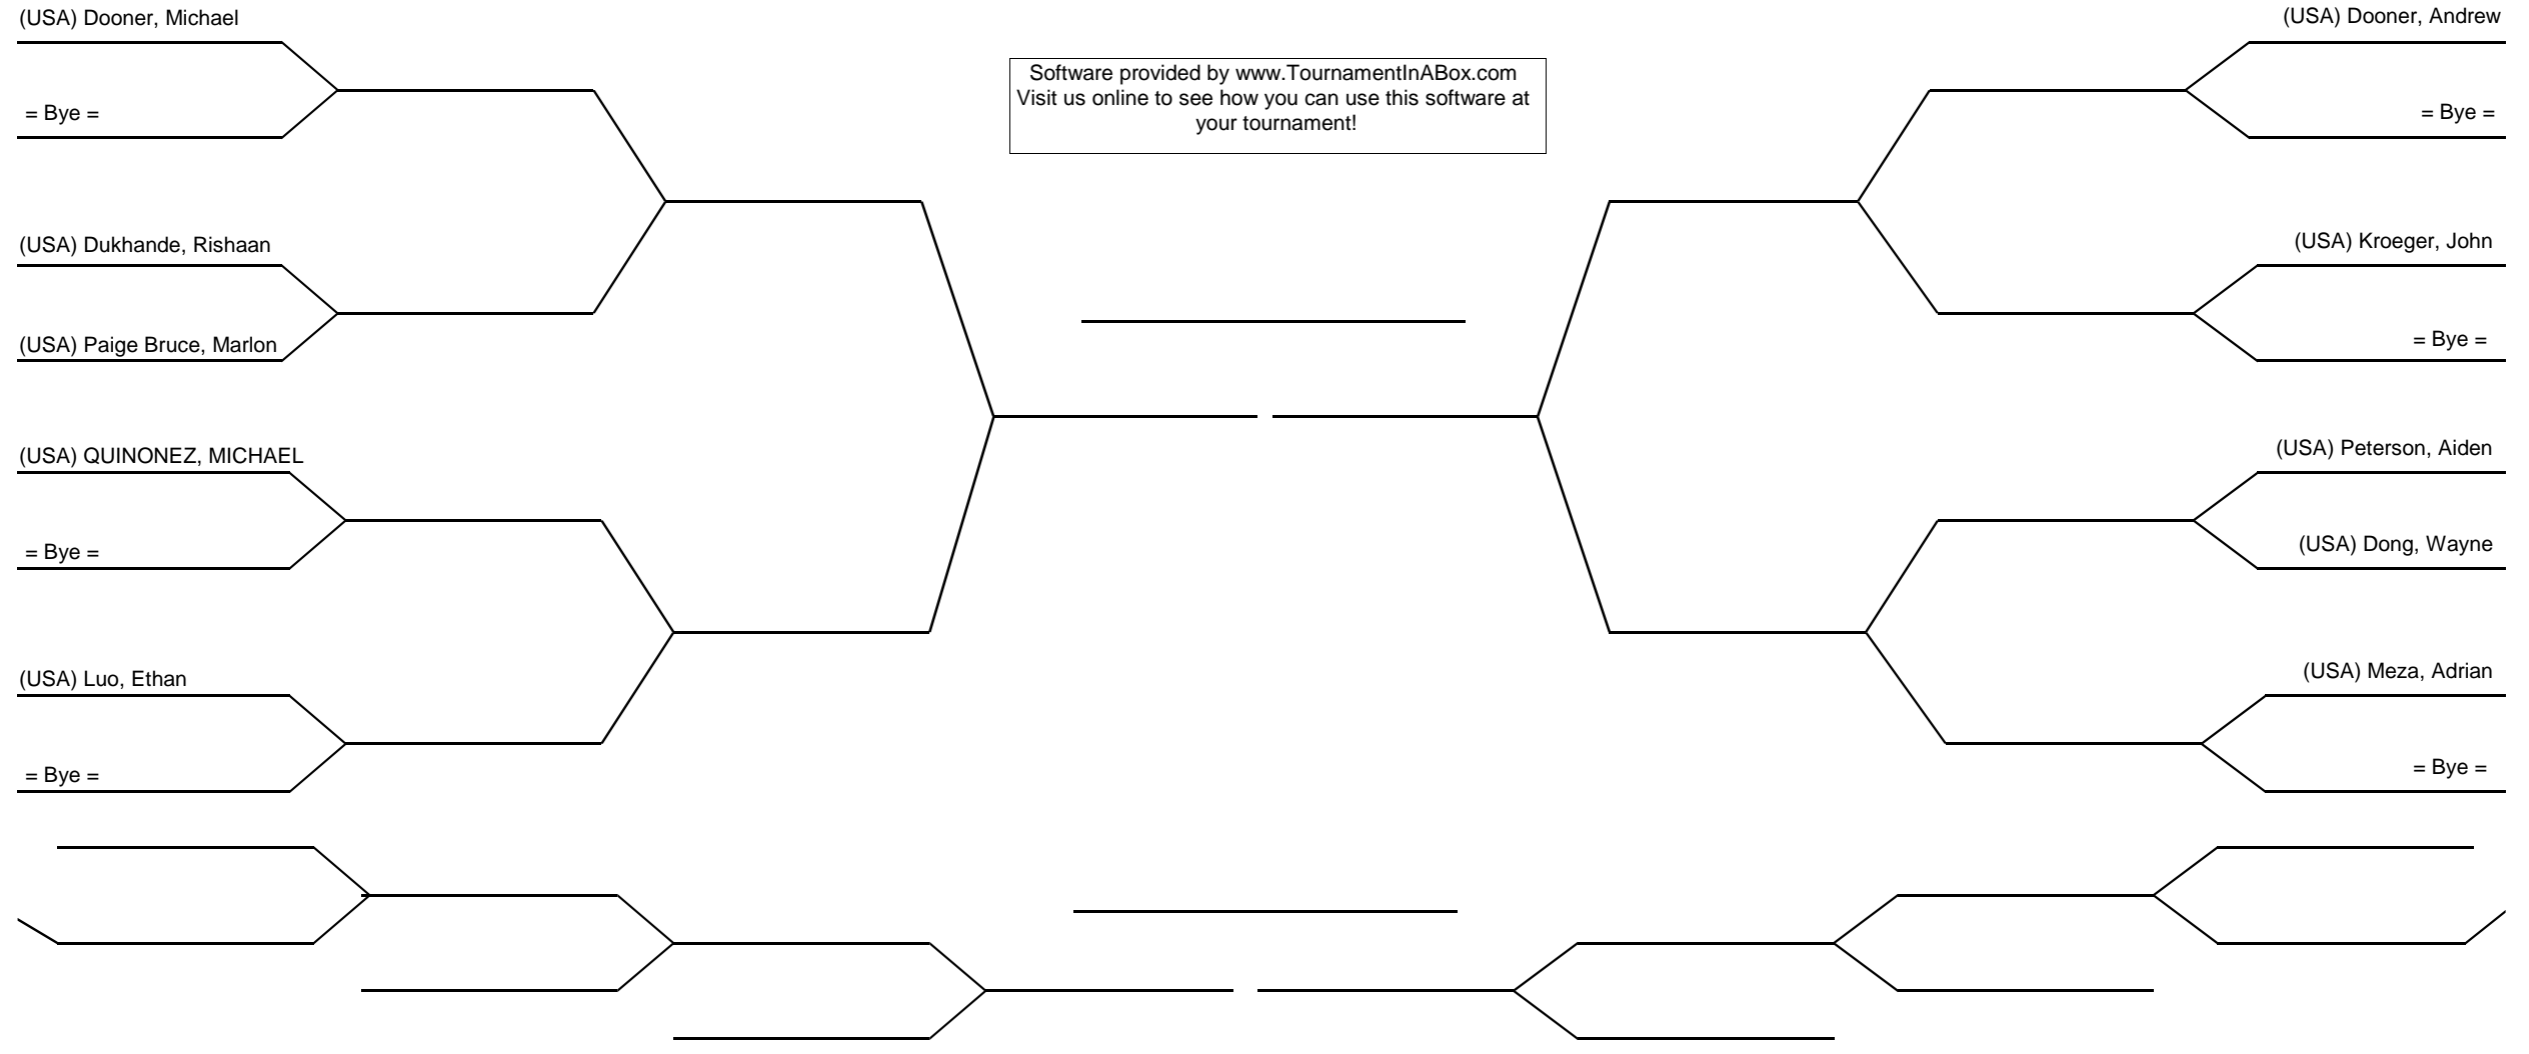 (USA) Dooner, Michael
= Bye =
(USA) Dukhande, Rishaan
(USA) Paige Bruce, Marlon
(USA) QUINONEZ, MICHAEL
= Bye =
(USA) Luo, Ethan
= Bye =
Software provided by www.TournamentInABox.com
Visit us online to see how you can use this software at
your tournament!
(USA) Dooner, Andrew
= Bye =
(USA) Kroeger, John
= Bye =
(USA) Peterson, Aiden
(USA) Dong, Wayne
(USA) Meza, Adrian
= Bye =